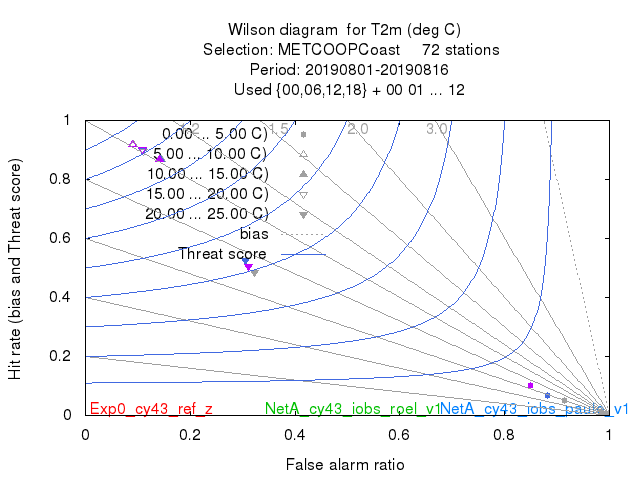 Wilson diagram for T2m (deg C)
Selection: METCOOPCoast 72 stations
Period: 20190801-20190816
Used {00,06,12,18} + 00 01 ... 12
1
0.8
0.6
0.4
0.2
0
Hit rate (bias and Threat score)
1.2
1.5
2.0
3.0
0.00 ... 5.00 C)
5.00 ... 10.00 C)
10.00 ... 15.00 C)
15.00 ... 20.00 C)
20.00 ... 25.00 C)
bias
Threat score
Exp0_cy43_ref_z
NetA_cy43_iobs_roel_v1
NetA_cy43_iobs_paulo_v1
0
0.2
0.4
0.6
0.8
1
False alarm ratio